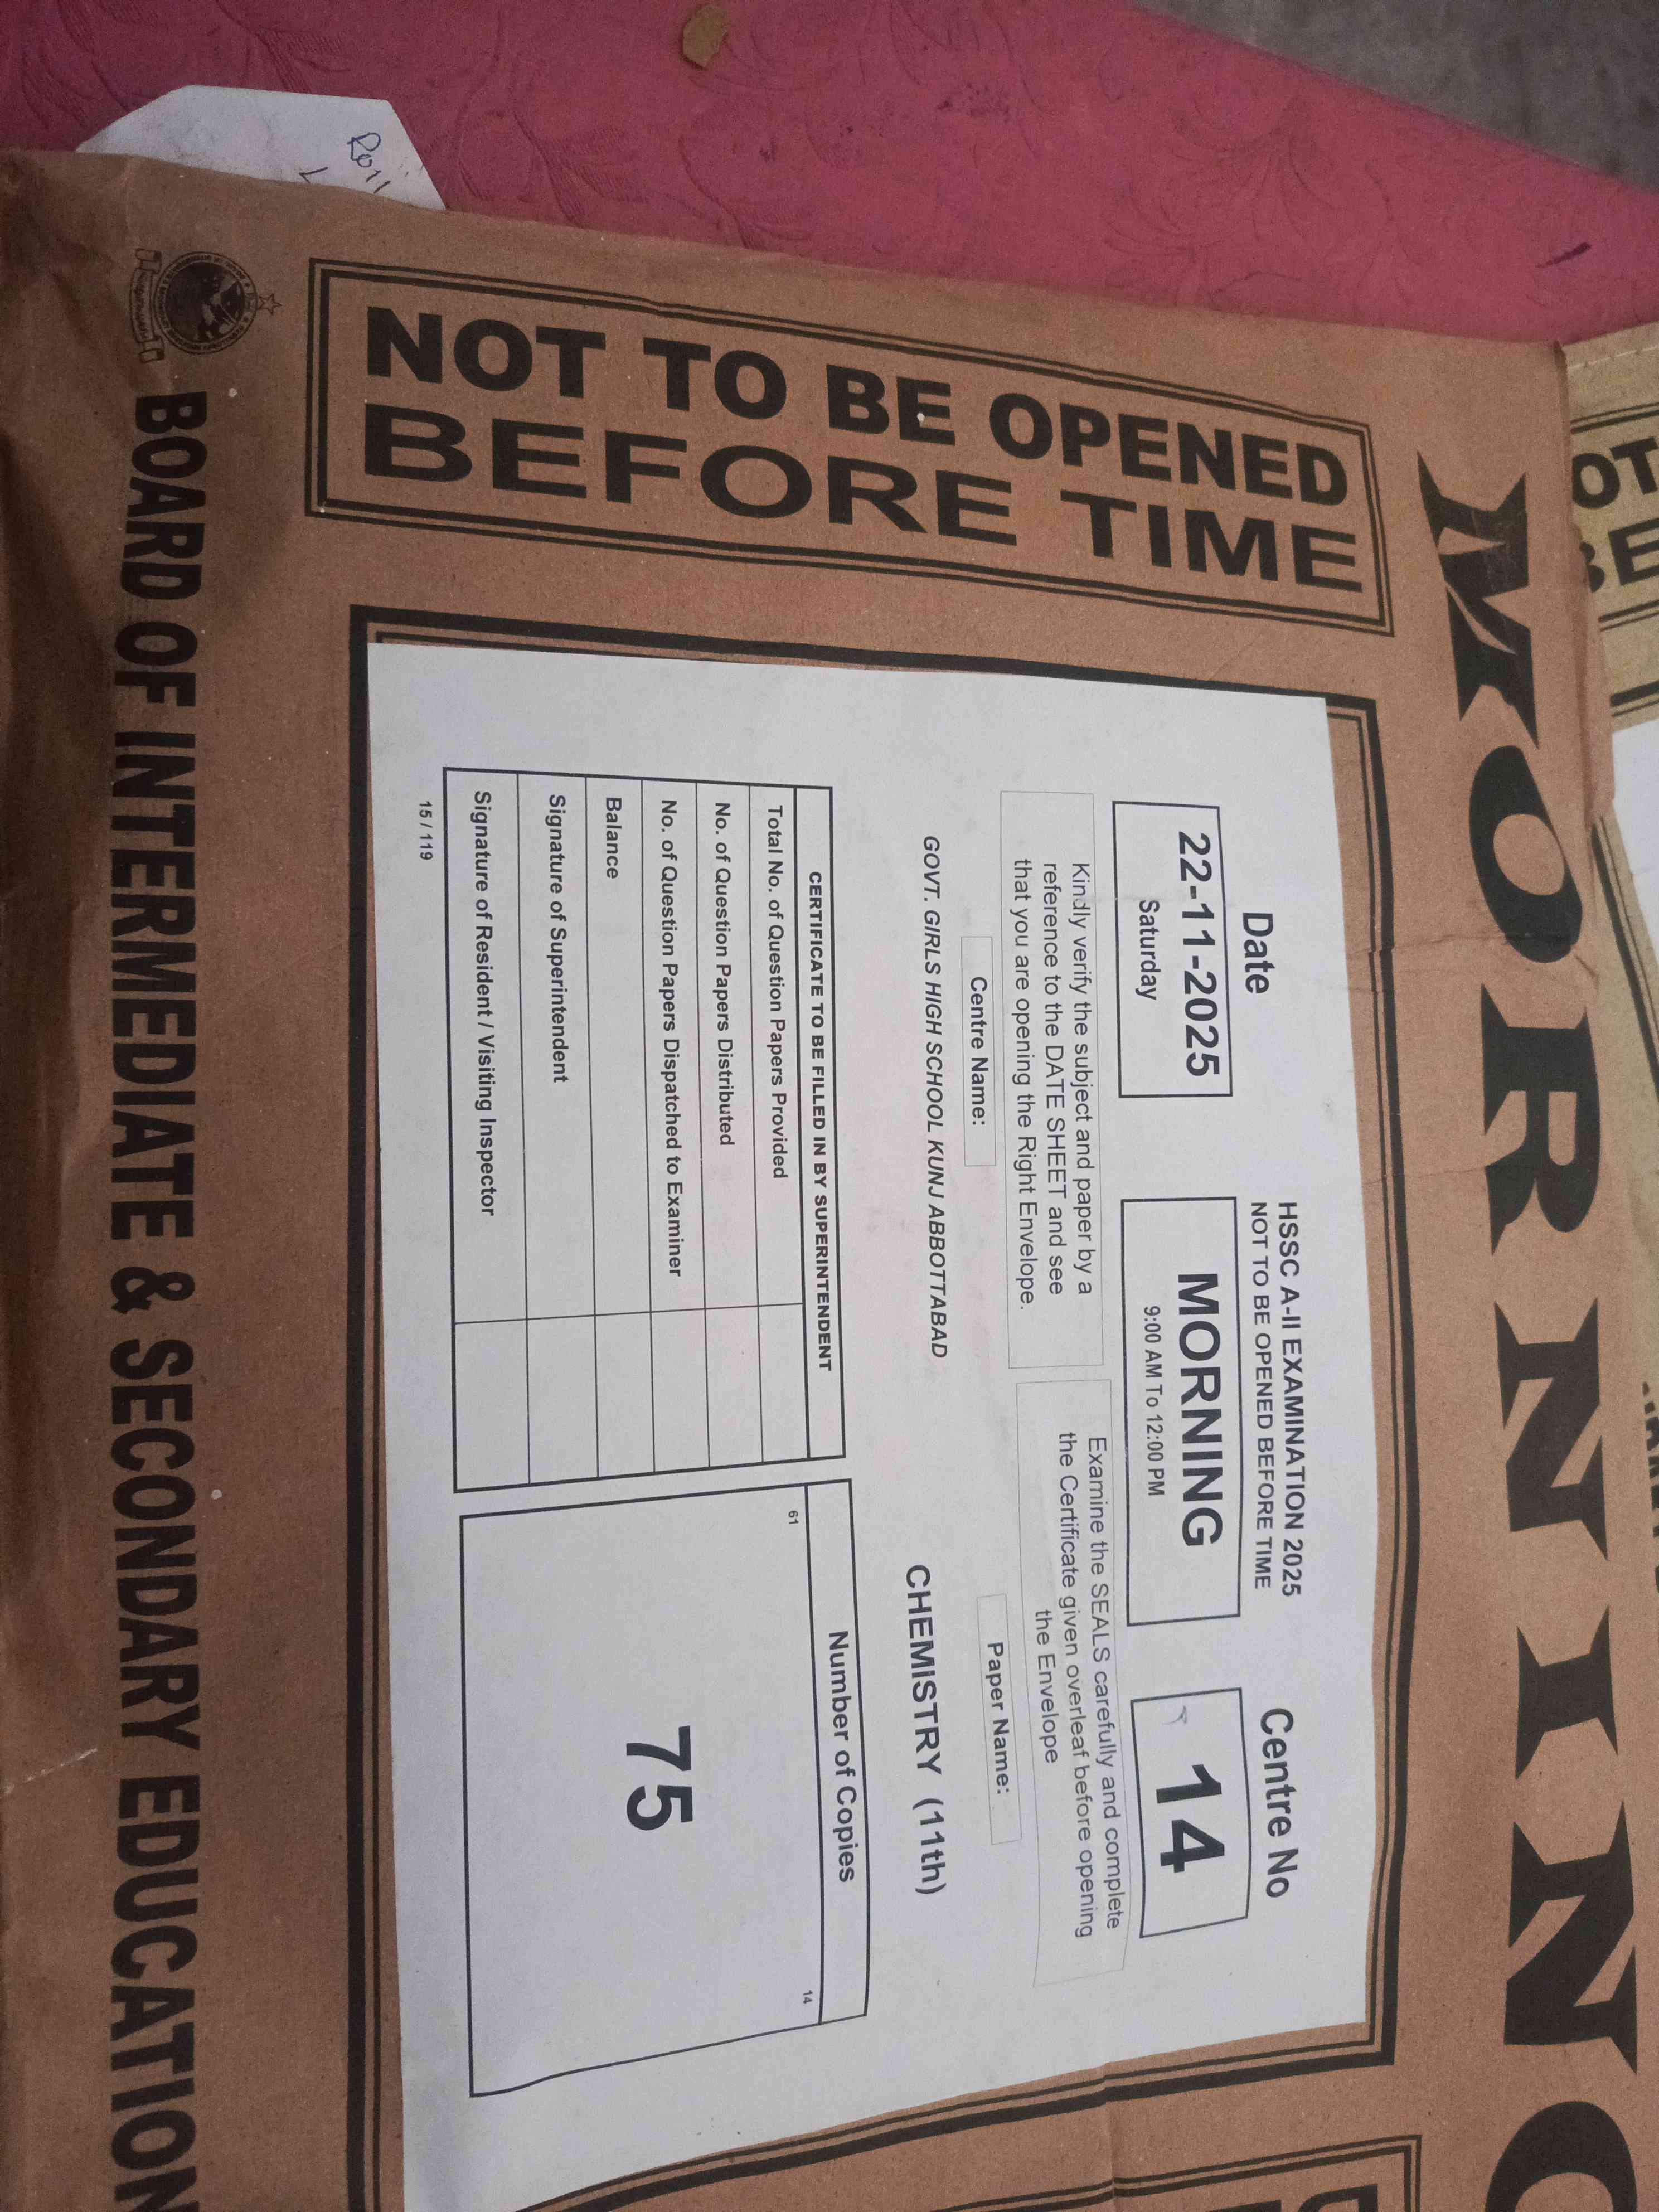 MORNING
NOT TO BE OPENED
BEFORE TIME
HSSC A-II EXAMINATION 2025
NOT TO BE OPENED BEFORE TIME
Date
22-11-2025
Saturday
MORNING
9:00 AM To 12:00 PM
Centre No
14
Kindly verify the subject and paper by a
reference to the DATE SHEET and see
that you are opening the Right Envelope.
Examine the SEALS carefully and complete
the Certificate given overleaf before opening
the Envelope
Centre Name:
Paper Name:
GOVT. GIRLS HIGH SCHOOL KUNJ ABBOTTABAD
CHEMISTRY (11th)
CERTIFICATE TO BE FILLED IN BY SUPERINTENDENT
Total No. of Question Papers Provided
No. of Question Papers Distributed
No. of Question Papers Dispatched to Examiner
Balance
Signature of Superintendent
Signature of Resident / Visiting Inspector
Number of Copies
61
14
75
15 / 119
BOARD OF INTERMEDIATE & SECONDARY EDUCATION
Roll